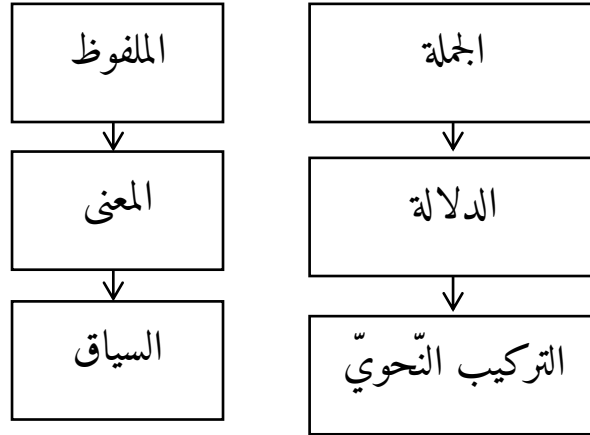 الجملة
الملفوظ
الدلالة
المعنى
التركيب النّحويّ
السياق